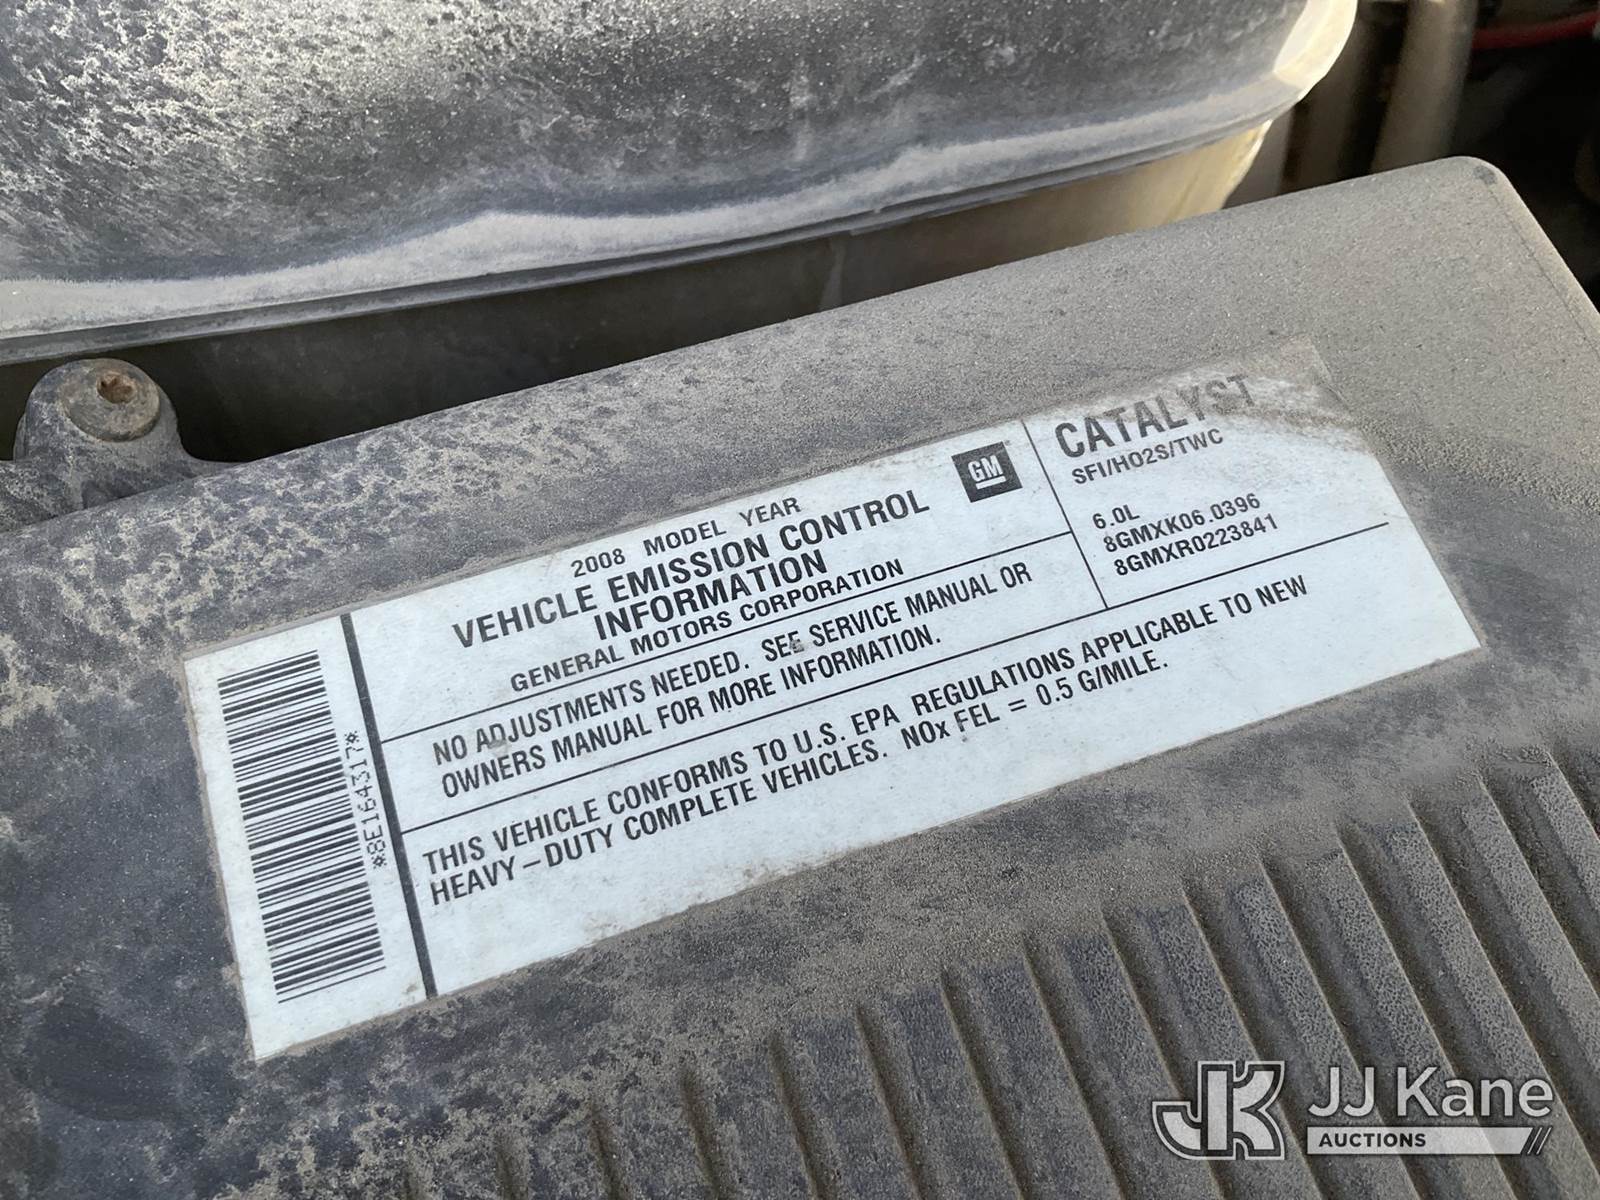 2008 MODEL YEAR
VEHICLE EMISSION CONTROL
INFORMATION
GENERAL MOTORS CORPORATION
GM
NO ADJUSTMENTS NEEDED. SEE SERVICE MANUAL OR
OWNERS MANUAL FOR MORE INFORMATION.
THIS VEHICLE CONFORMS TO U.S. EPA REGULATIONS APPLICABLE TO NEW
HEAVY-DUTY COMPLETE VEHICLES. NOx FEL = 0.5 G/MILE.
CATALYST
SFI/HO2S/TWC
6.0L
8GMXK06.0396
8GMXR0223841
*8E164317*
JK JJ Kane
AUCTIONS